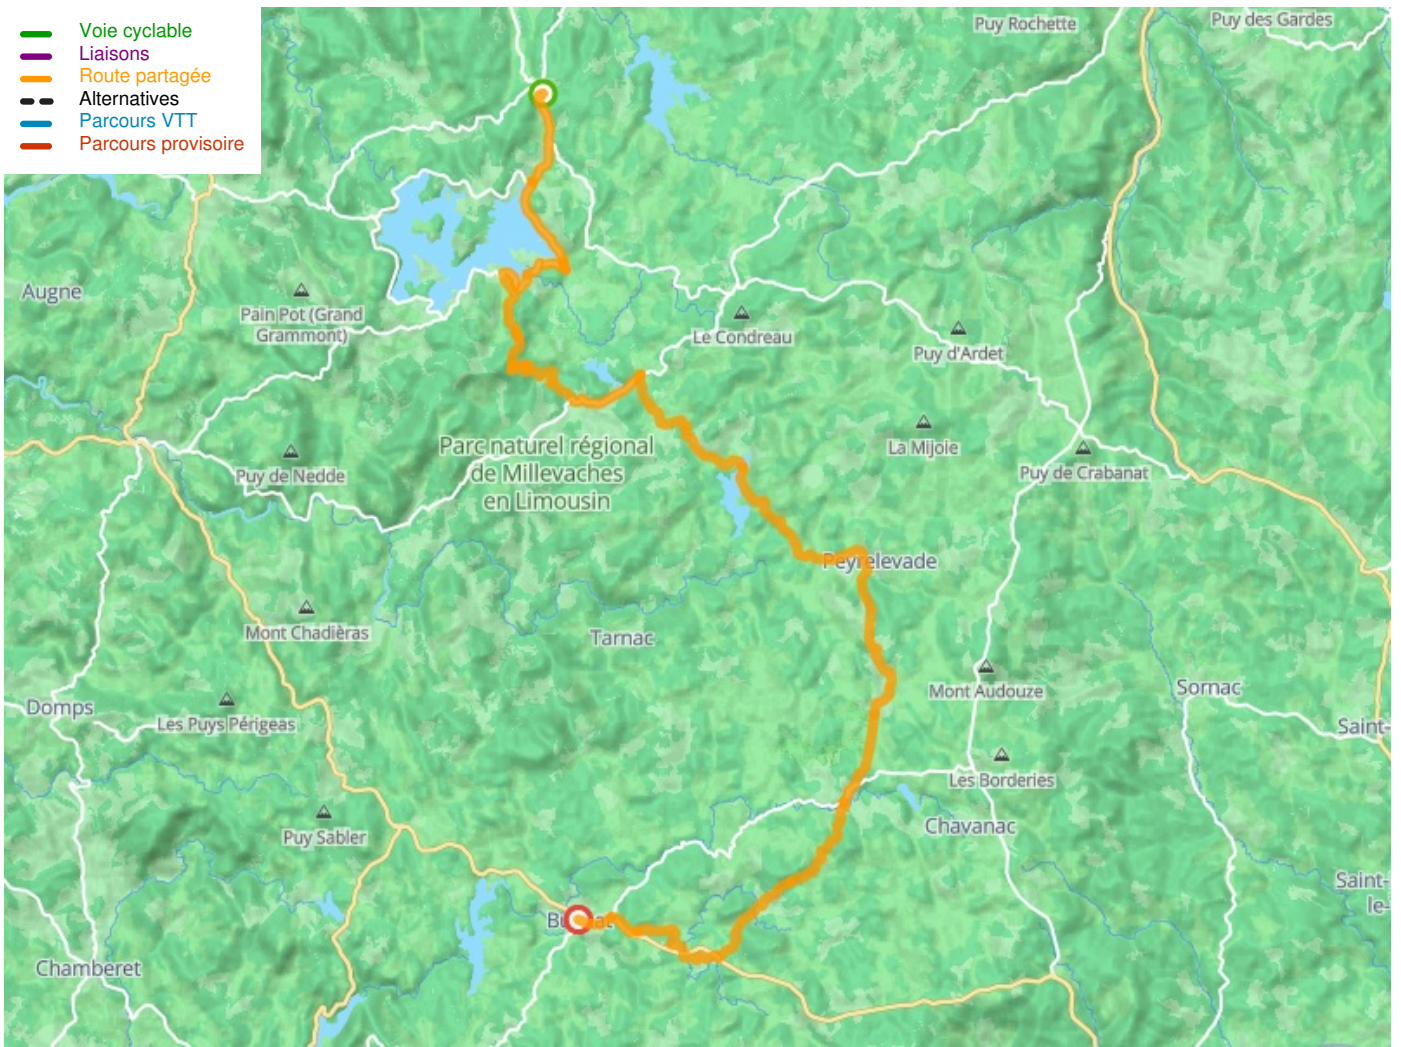 Voie cyclable
Liaisons
Route partagée
Alternatives
Parcours VTT
Parcours provisoire
Puy Rochette
Puy des Gardes
Augne
Pain Pot (Grand
Grammont)
Le Condreau
Puy d'Ardet
La Mijoie
Puy de Crabanat
Parc naturel régional
de Millevaches
en Limousin
Puy de Nedde
Peyrelevade
Mont Chadièras
Tarnac
Mont Audouze
Sornac
Domps
Les Puys Périgeas
Saint-
Les Borderies
Puy Sabler
Chavanac
Saint-
le-
Chamberet